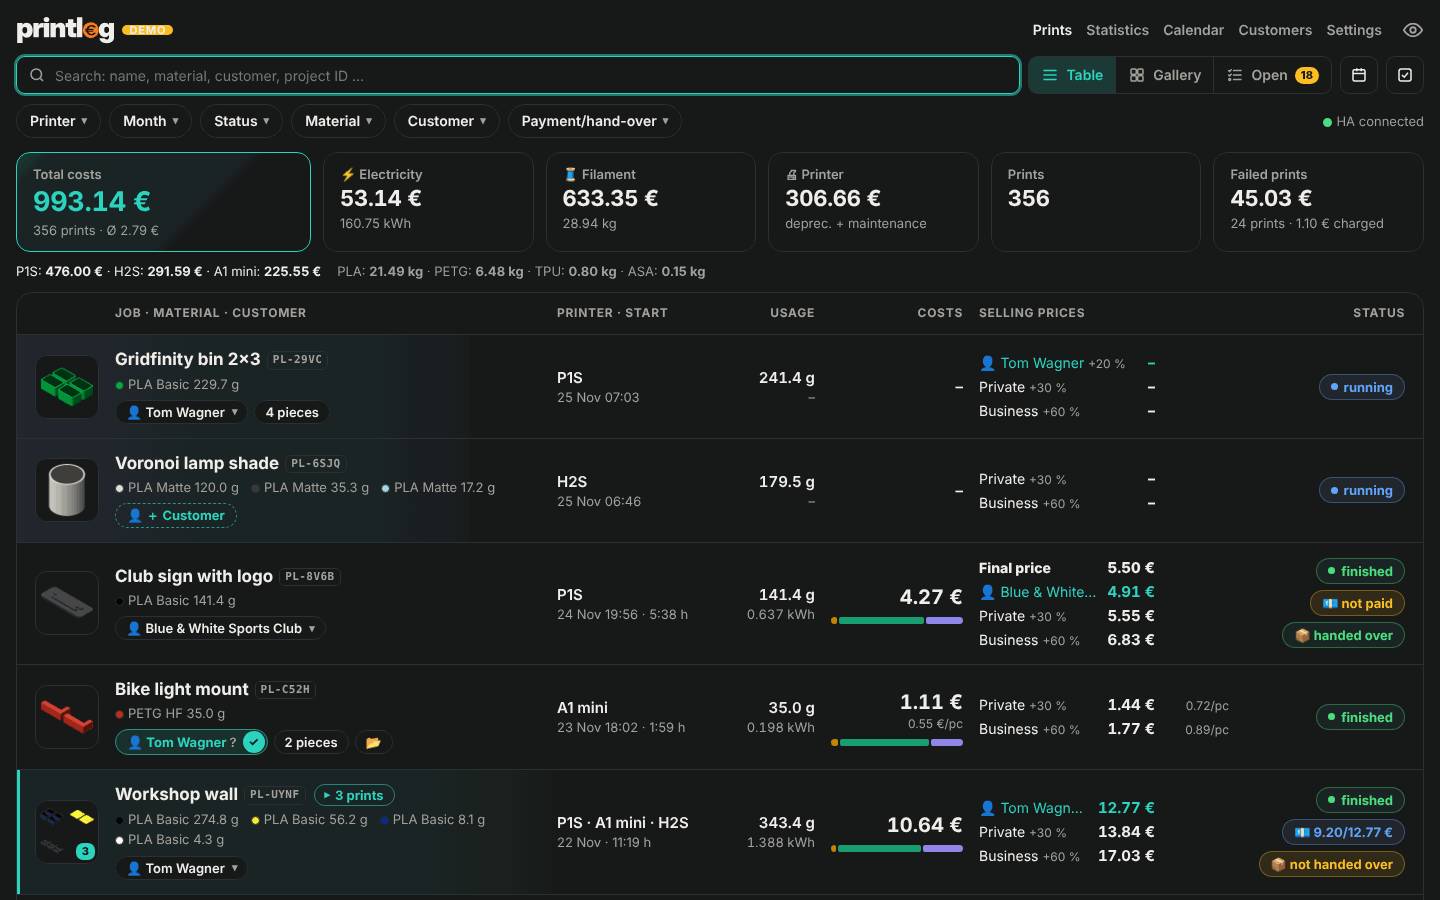 printlog DEMO
Prints Statistics Calendar Customers Settings
Search: name, material, customer, project ID ...
Table Gallery Open 18
Printer Month Status Material Customer Payment/hand-over
HA connected
Total costs
993.14 €
356 prints · Ø 2.79 €
Electricity
53.14 €
160.75 kWh
Filament
633.35 €
28.94 kg
Printer
306.66 €
deprec. + maintenance
Prints
356
Failed prints
45.03 €
24 prints · 1.10 € charged
P1S: 476.00 € · H2S: 291.59 € · A1 mini: 225.55 € PLA: 21.49 kg · PETG: 6.48 kg · TPU: 0.80 kg · ASA: 0.15 kg
JOB · MATERIAL · CUSTOMER PRINTER · START USAGE COSTS SELLING PRICES STATUS
Gridfinity bin 2×3 PL-29VC
PLA Basic 229.7 g
Tom Wagner 4 pieces
P1S
25 Nov 07:03
241.4 g
–
–
Tom Wagner +20 % –
Private +30 % –
Business +60 % –
running
Voronoi lamp shade PL-6SJQ
PLA Matte 120.0 g PLA Matte 35.3 g PLA Matte 17.2 g
+ Customer
H2S
25 Nov 06:46
179.5 g
–
–
Private +30 % –
Business +60 % –
running
Club sign with logo PL-8V6B
PLA Basic 141.4 g
Blue & White Sports Club
P1S
24 Nov 19:56 · 5:38 h
141.4 g
0.637 kWh
4.27 €
Final price 5.50 €
Blue & White... 4.91 €
Private +30 % 5.55 €
Business +60 % 6.83 €
finished
not paid
handed over
Bike light mount PL-C52H
PETG HF 35.0 g
Tom Wagner ? 2 pieces
A1 mini
23 Nov 18:02 · 1:59 h
35.0 g
0.198 kWh
1.11 €
0.55 €/pc
Private +30 % 1.44 € 0.72/pc
Business +60 % 1.77 € 0.89/pc
finished
Workshop wall PL-UYNF 3 prints
PLA Basic 274.8 g PLA Basic 56.2 g PLA Basic 8.1 g
PLA Basic 4.3 g
Tom Wagner
3
P1S · A1 mini · H2S
22 Nov · 11:19 h
343.4 g
1.388 kWh
10.64 €
Tom Wagn... 12.77 €
Private +30 % 13.84 €
Business +60 % 17.03 €
finished
9.20/12.77 €
not handed over